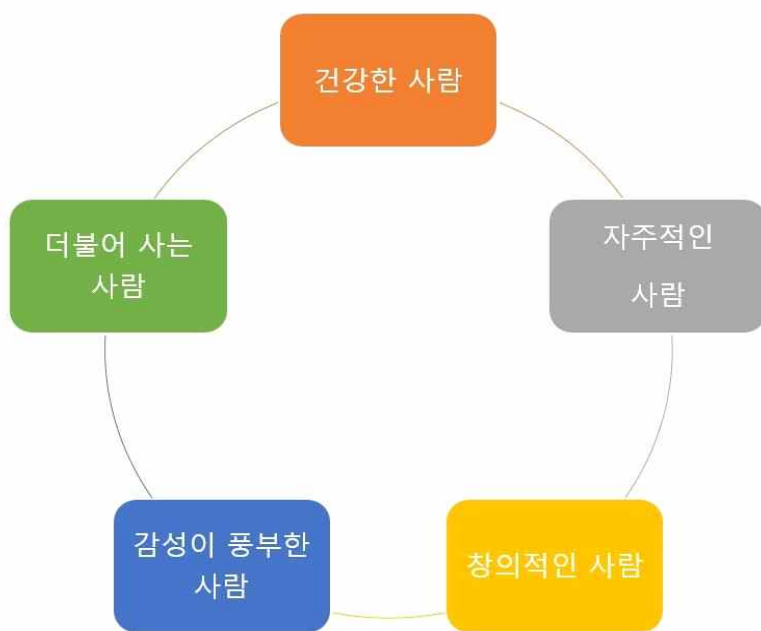 건강한 사람
자주적인
사람
창의적인 사람
감성이 풍부한
사람
더불어 사는
사람